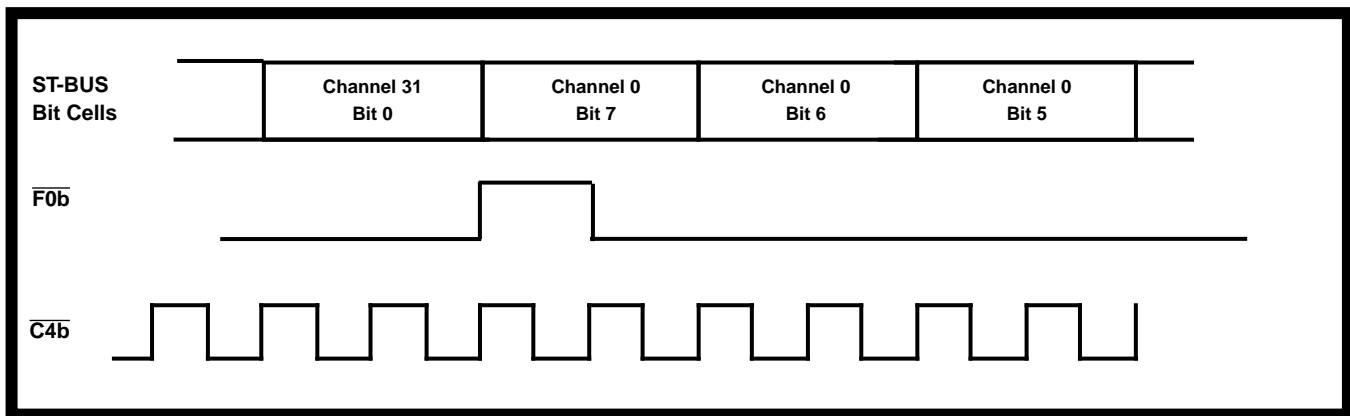 ST-BUS
Bit Cells
Channel 31
Bit 0
Channel 0
Bit 7
Channel 0
Bit 6
Channel 0
Bit 5
F0b
C4b